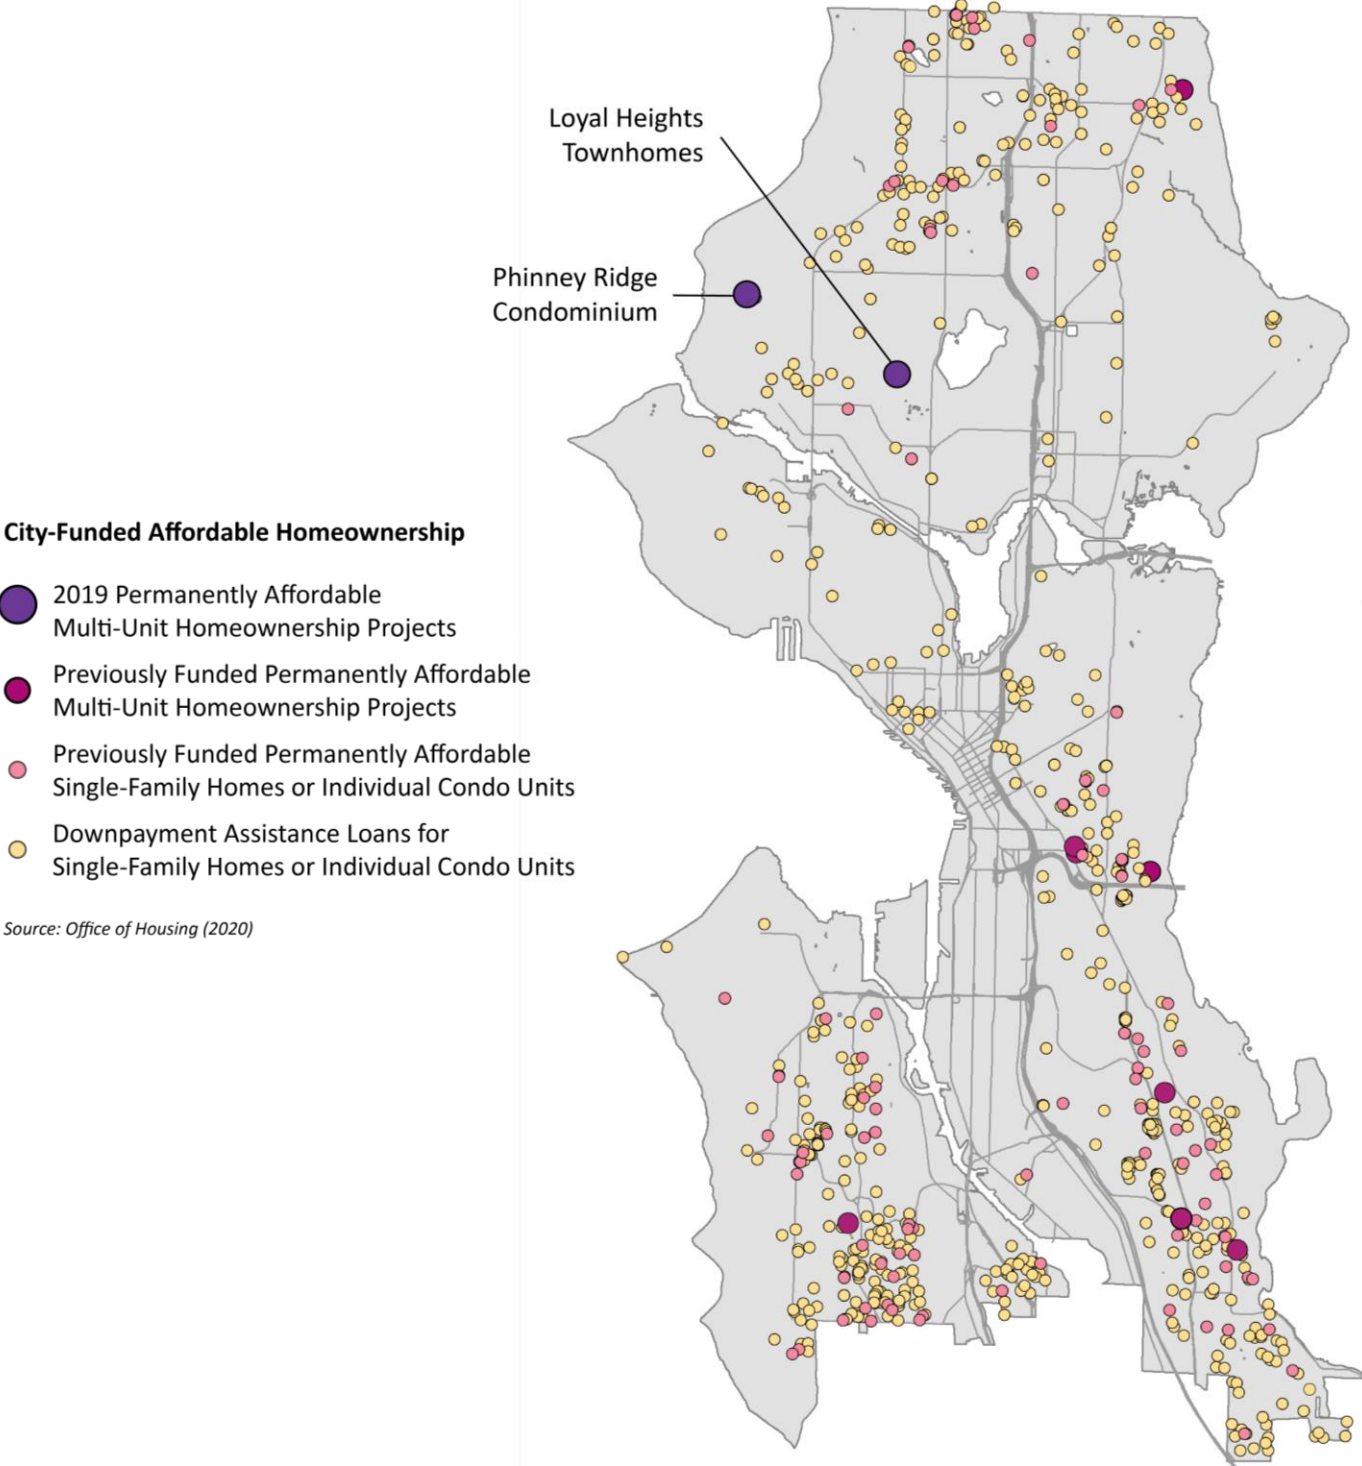 Loyal Heights
Townhomes
Phinney Ridge
Condominium
City-Funded Affordable Homeownership
2019 Permanently Affordable
Multi-Unit Homeownership Projects
Previously Funded Permanently Affordable
Multi-Unit Homeownership Projects
Previously Funded Permanently Affordable
Single-Family Homes or Individual Condo Units
Downpayment Assistance Loans for
Single-Family Homes or Individual Condo Units
Source: Office of Housing (2020)